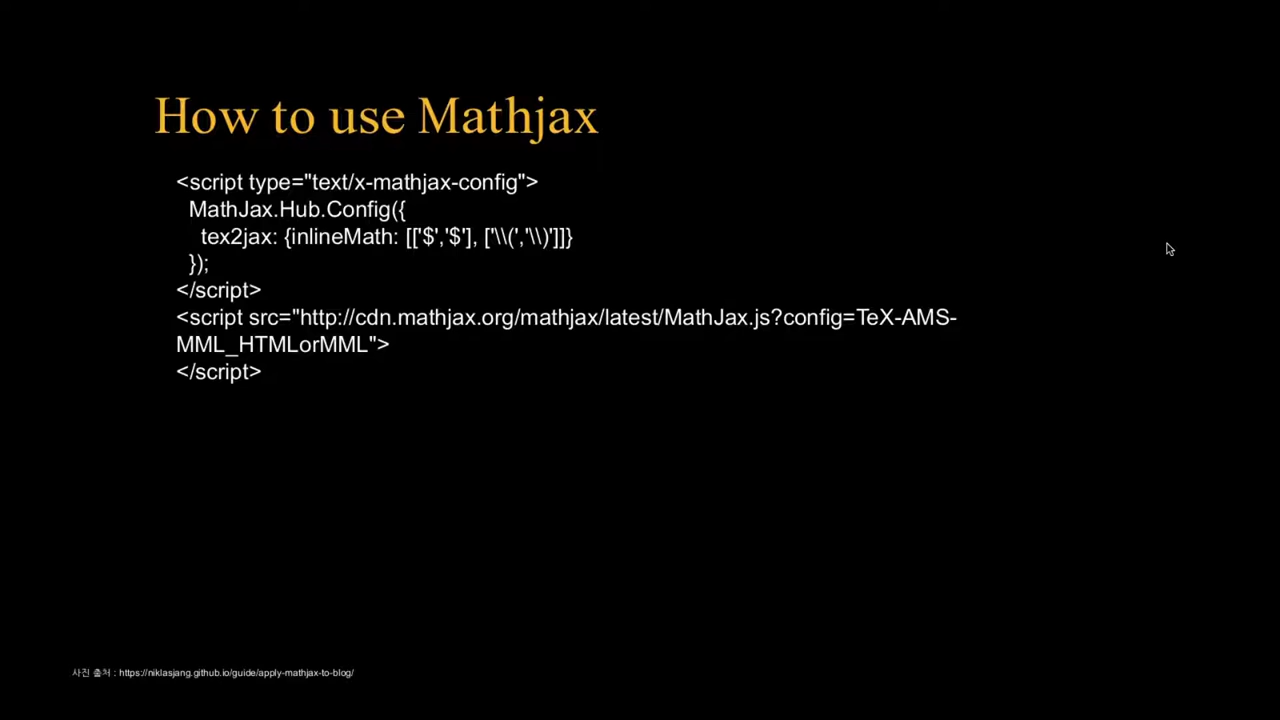 How to use Mathjax
<script type="text/x-mathjax-config">
MathJax.Hub.Config({
tex2jax: {inlineMath: [['$','$'], ['\\(','\\)']]}
});
</script>
<script src="http://cdn.mathjax.org/mathjax/latest/MathJax.js?config=TeX-AMS-
MML_HTMLorMML">
</script>
사진 출처 : https://niklasjang.github.io/guide/apply-mathjax-to-blog/